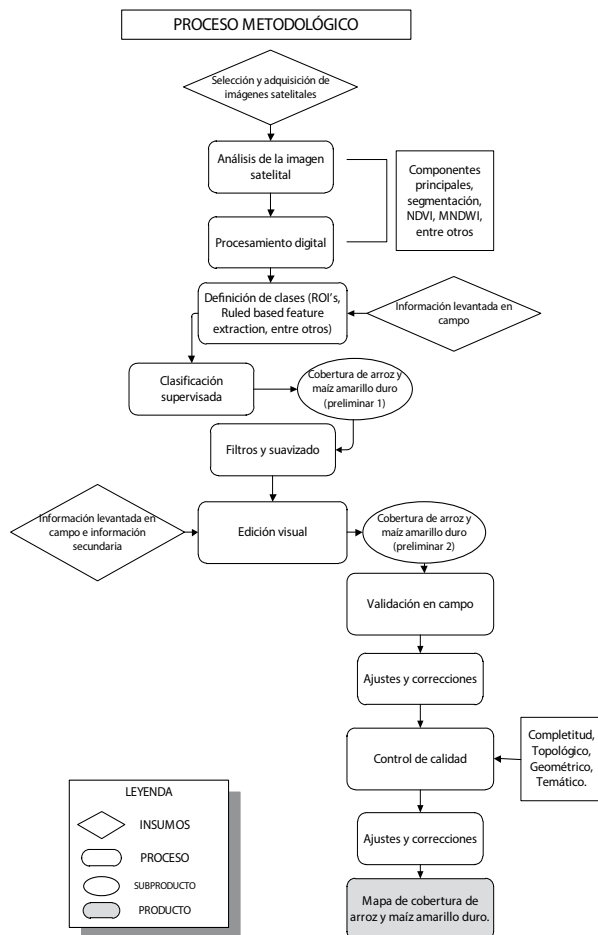 PROCESO METODOLÓGICO
Selección y adquisición de
imágenes satelitales
Análisis de la imagen
satelital
Componentes
principales,
segmentación,
NDVI, MNDWI,
entre otros
Procesamiento digital
Definición de clases (ROI's,
Ruled based feature
extraction, entre otros)
Información levantada en
campo
Clasificación
supervisada
Cobertura de arroz y
maíz amarillo duro
(preliminar 1)
Filtros y suavizado
Información levantada en
campo e información
secundaria
Edición visual
Cobertura de arroz y
maíz amarillo duro
(preliminar 2)
Validación en campo
Ajustes y correcciones
Control de calidad
Completitud,
Topológico,
Geométrico,
Temático.
Ajustes y correcciones
Mapa de cobertura de
arroz y maíz amarillo duro.
LEYENDA
INSUMOS
PROCESO
SUBPRODUCTO
PRODUCTO